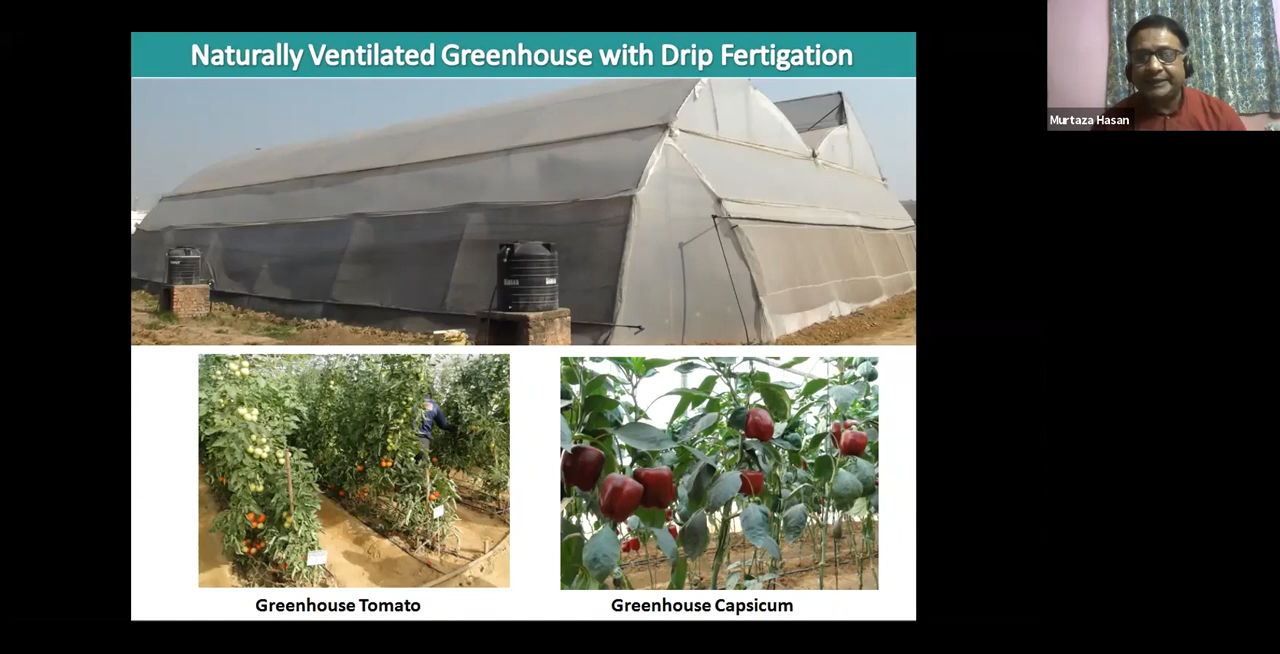 Naturally Ventilated Greenhouse with Drip Fertigation
Murtaza Hasan
Greenhouse Tomato
Greenhouse Capsicum